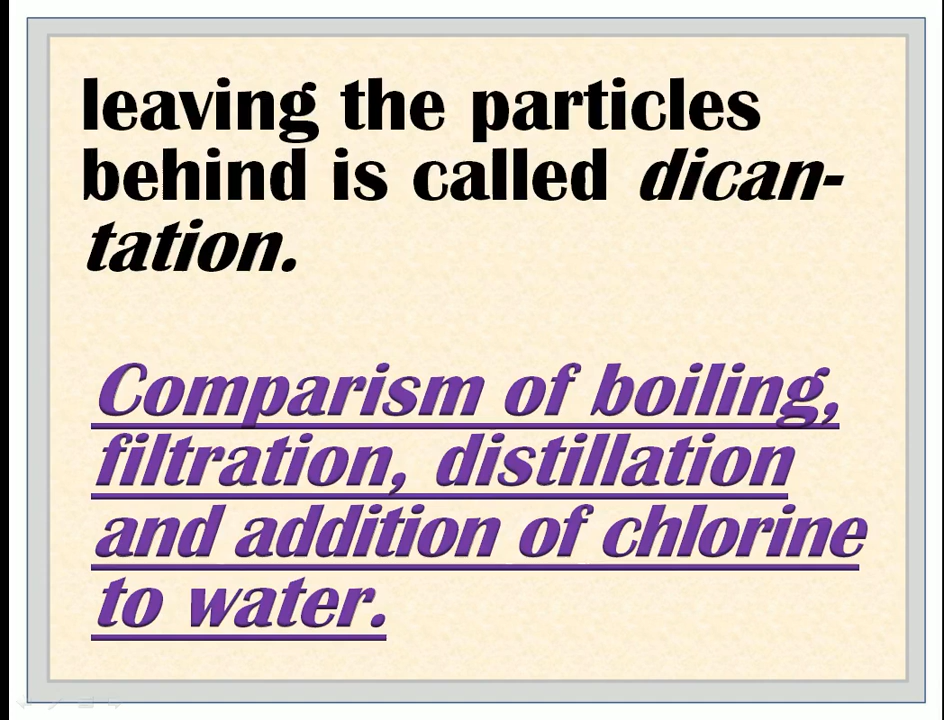 leaving the particles
behind is called dican-
tation.
Comparism of boiling,
filtration, distillation
and addition of chlorine
to water.